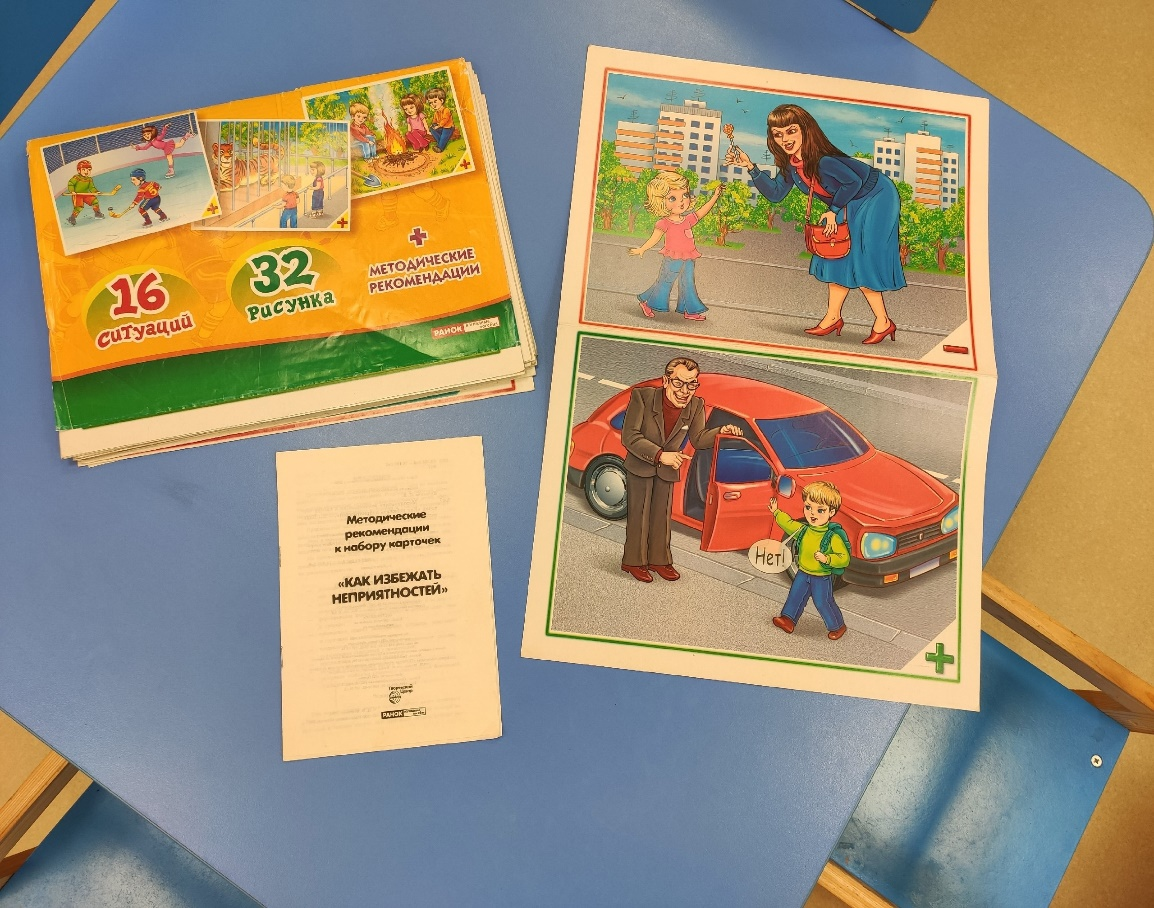 16
ситуаций
32
рисунка
+
МЕТОДИЧЕСКИЕ
РЕКОМЕНДАЦИИ
РАНОК
Нет!
Методические
рекомендации
к набору карточек
«КАК ИЗБЕЖАТЬ
НЕПРИЯТНОСТЕЙ»
РАНОК